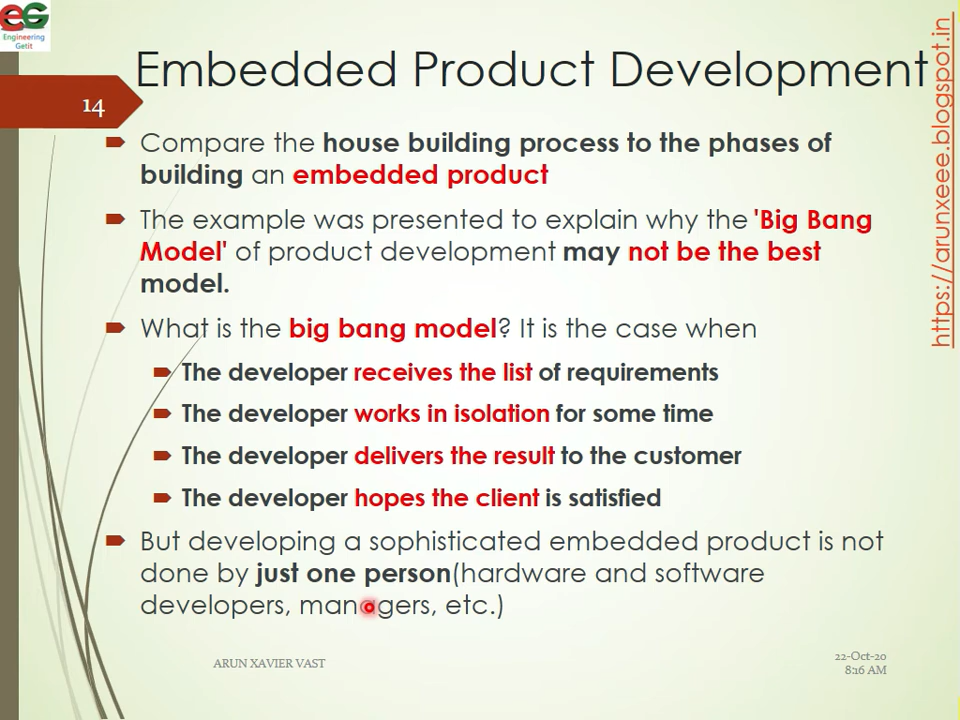 EG
Engineering
Getit
Embedded Product Development
14
Compare the house building process to the phases of
building an embedded product
The example was presented to explain why the 'Big Bang
Model' of product development may not be the best
model.
What is the big bang model? It is the case when
The developer receives the list of requirements
The developer works in isolation for some time
The developer delivers the result to the customer
The developer hopes the client is satisfied
But developing a sophisticated embedded product is not
done by just one person(hardware and software
developers, managers, etc.)
ARUN XAVIER VAST
22-Oct-20
8:16 AM
https://arunxeee.blogspot.in